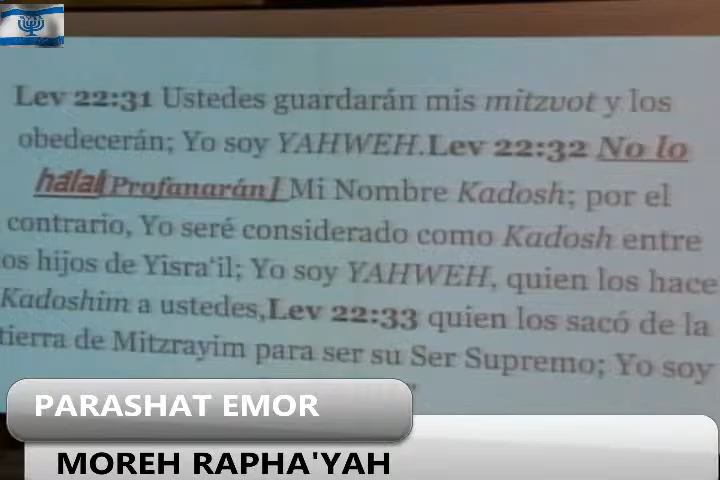 Lev 22:31 Ustedes guardarán mis mitzvot y los
obedecerán; Yo soy YAHWEH.Lev 22:32 No lo
halal Profanarán/ Mi Nombre Kadosh; por el
contrario, Yo seré considerado como Kadosh entre
os hijos de Yisra'il; Yo soy YAHWEH, quien los hace
Kadoshim a ustedes,Lev 22:33 quien los sacó de la
tierra de Mitzrayim para ser su Ser Supremo; Yo soy
PARASHAT EMOR
MOREH RAPHA'YAH